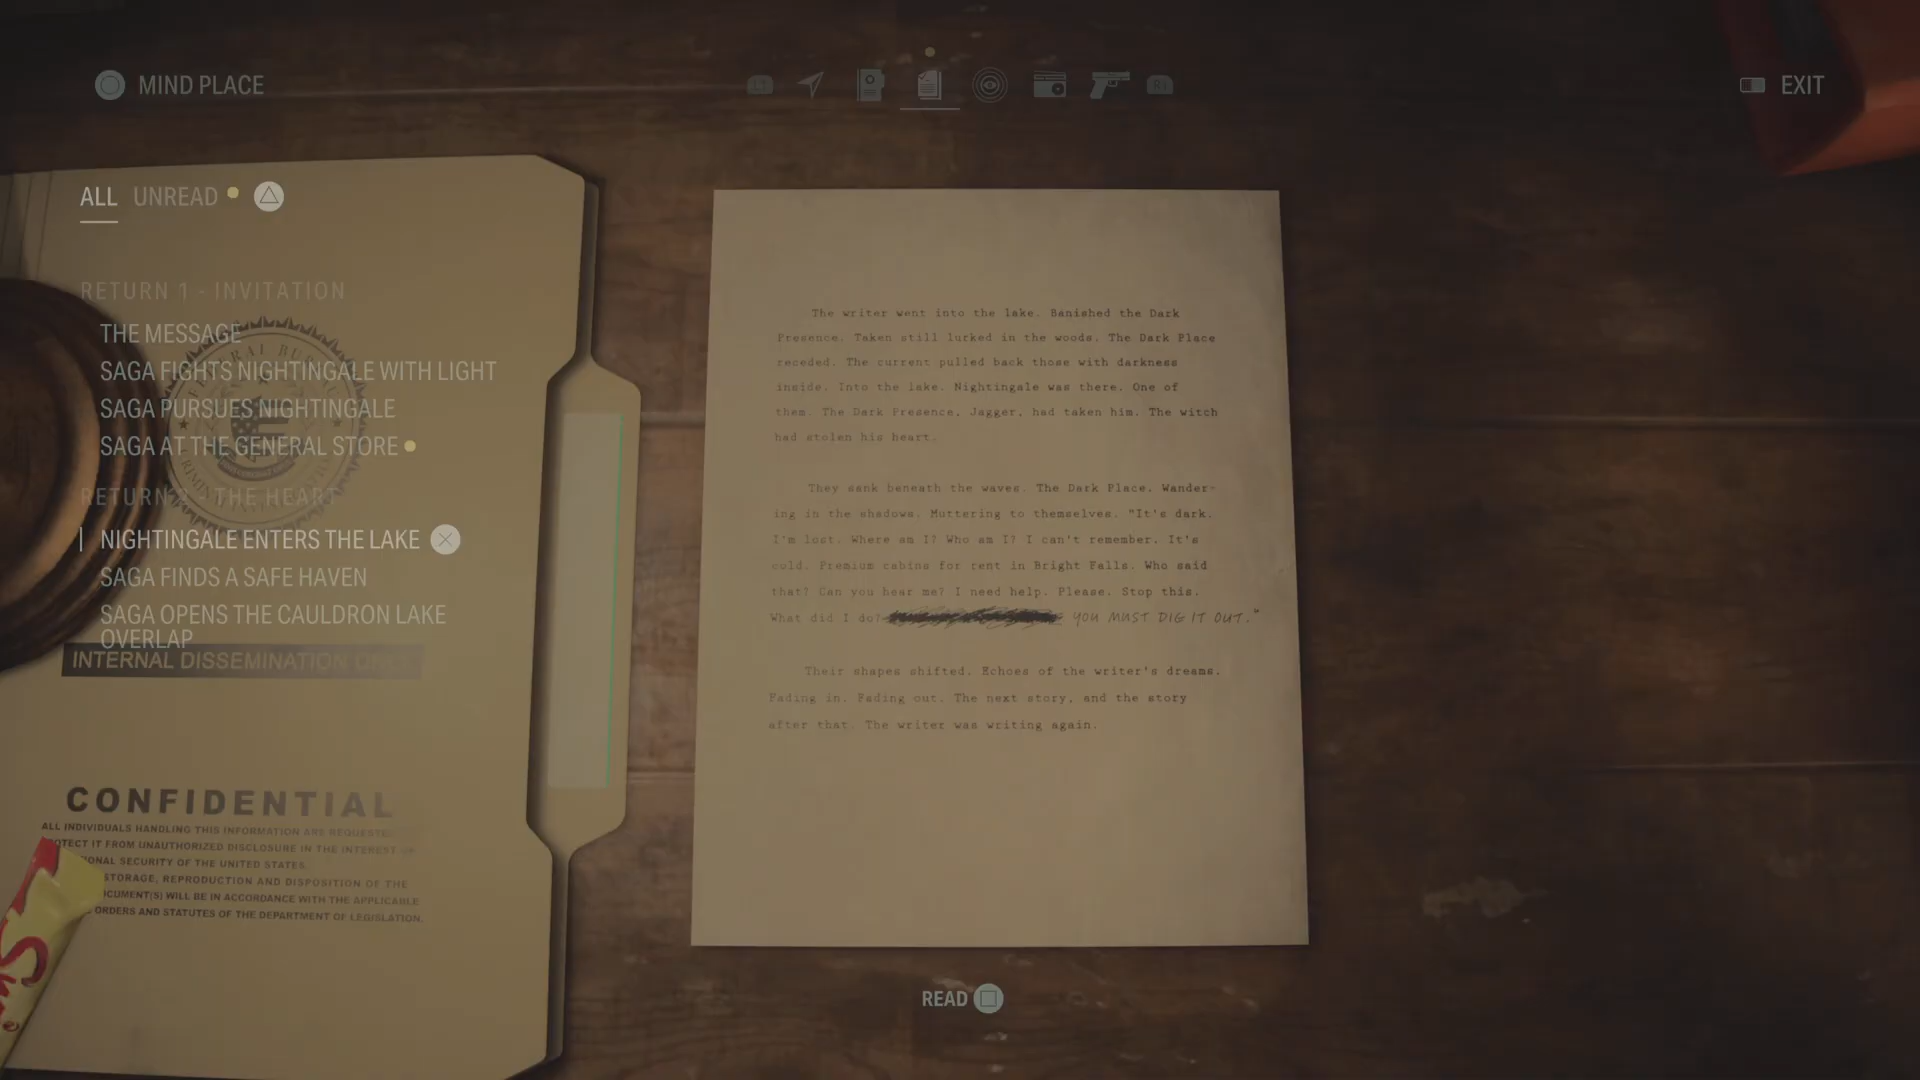 MIND PLACE
L1
R1
EXIT
ALL UNREAD
RETURN 1 - INVITATION
THE MESSAGE
SAGA FIGHTS NIGHTINGALE WITH LIGHT
SAGA PURSUES NIGHTINGALE
SAGA AT THE GENERAL STORE
RETURN 2 - THE HEART
NIGHTINGALE ENTERS THE LAKE
SAGA FINDS A SAFE HAVEN
SAGA OPENS THE CAULDRON LAKE
OVERLAP
INTERNAL DISSEMINATION ONLY
CONFIDENTIAL
ALL INDIVIDUALS HANDLING THIS INFORMATION ARE REQUESTED
OTECT IT FROM UNAUTHORIZED DISCLOSURE IN THE INTEREST OF
ONAL SECURITY OF THE UNITED STATES.
STORAGE, REPRODUCTION AND DISPOSITION OF THE
OCUMENT(S) WILL BE IN ACCORDANCE WITH THE APPLICABLE
ORDERS AND STATUTES OF THE DEPARTMENT OF LEGISLATION.
The writer went into the lake. Banished the Dark
Presence. Taken still lurked in the woods. The Dark Place
receded. The current pulled back those with darkness
inside. Into the lake. Nightingale was there. One of
them. The Dark Presence, Jagger, had taken him. The witch
had stolen his heart.
They sank beneath the waves. The Dark Place. Wander-
ing in the shadows. Muttering to themselves. "It's dark.
I'm lost. Where am I? Who am I? I can't remember. It's
cold. Premium cabins for rent in Bright Falls. Who said
that? Can you hear me? I need help. Please. Stop this.
What did I do? YOU MUST DIG IT OUT."
Their shapes shifted. Echoes of the writer's dreams.
Fading in. Fading out. The next story, and the story
after that. The writer was writing again.
READ